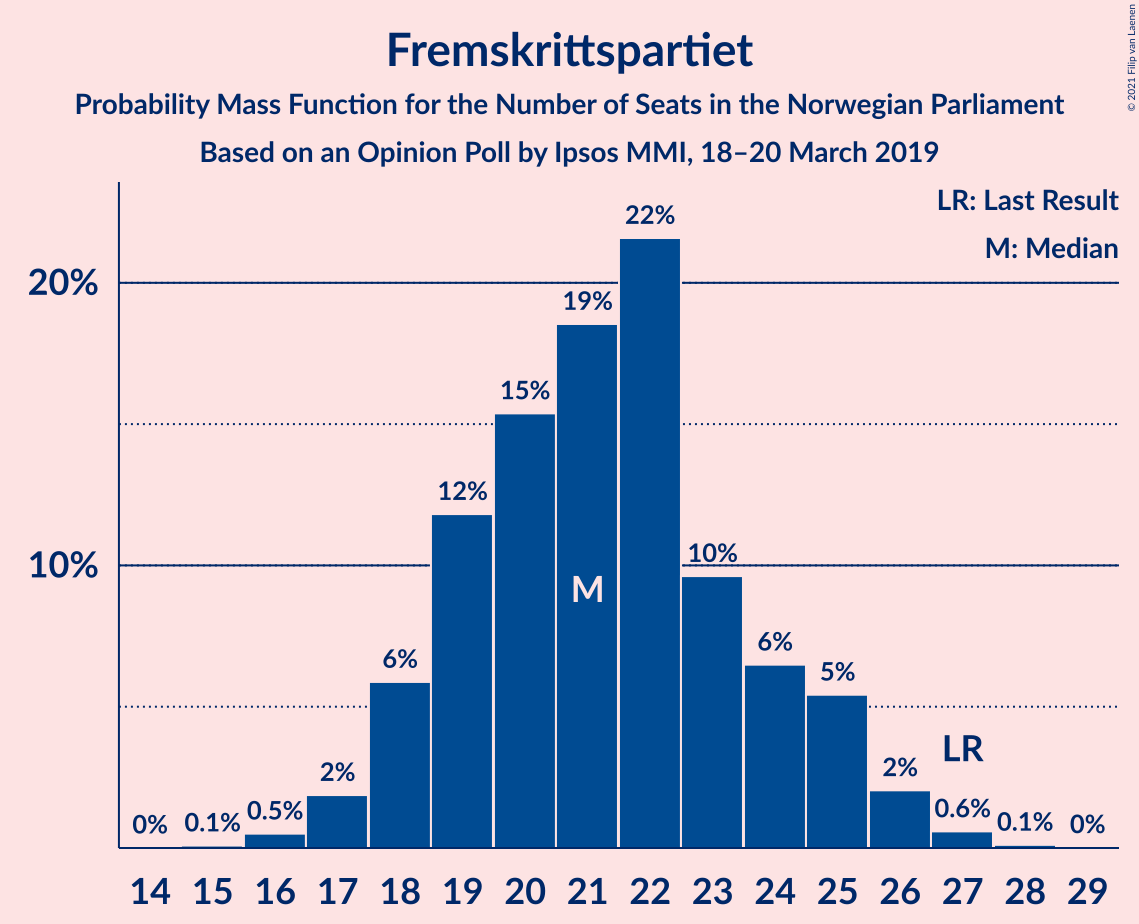 Fremskrittspartiet
Probability Mass Function for the Number of Seats in the Norwegian Parliament
Based on an Opinion Poll by Ipsos MMI, 18–20 March 2019
© 2021 Filip van Laenen
LR: Last Result
M: Median
20%
10%
0%
0.1%
0.5%
2%
6%
12%
15%
19%
22%
10%
6%
5%
2%
0.6%
0.1%
0%
M
LR
14 15 16 17 18 19 20 21 22 23 24 25 26 27 28 29